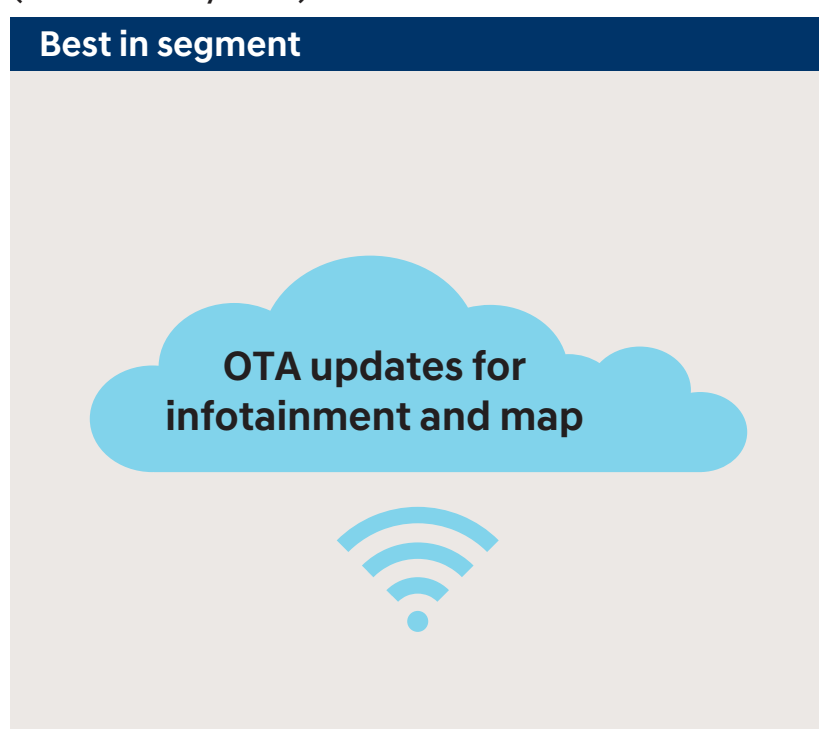 Best in segment
OTA updates for
infotainment and map